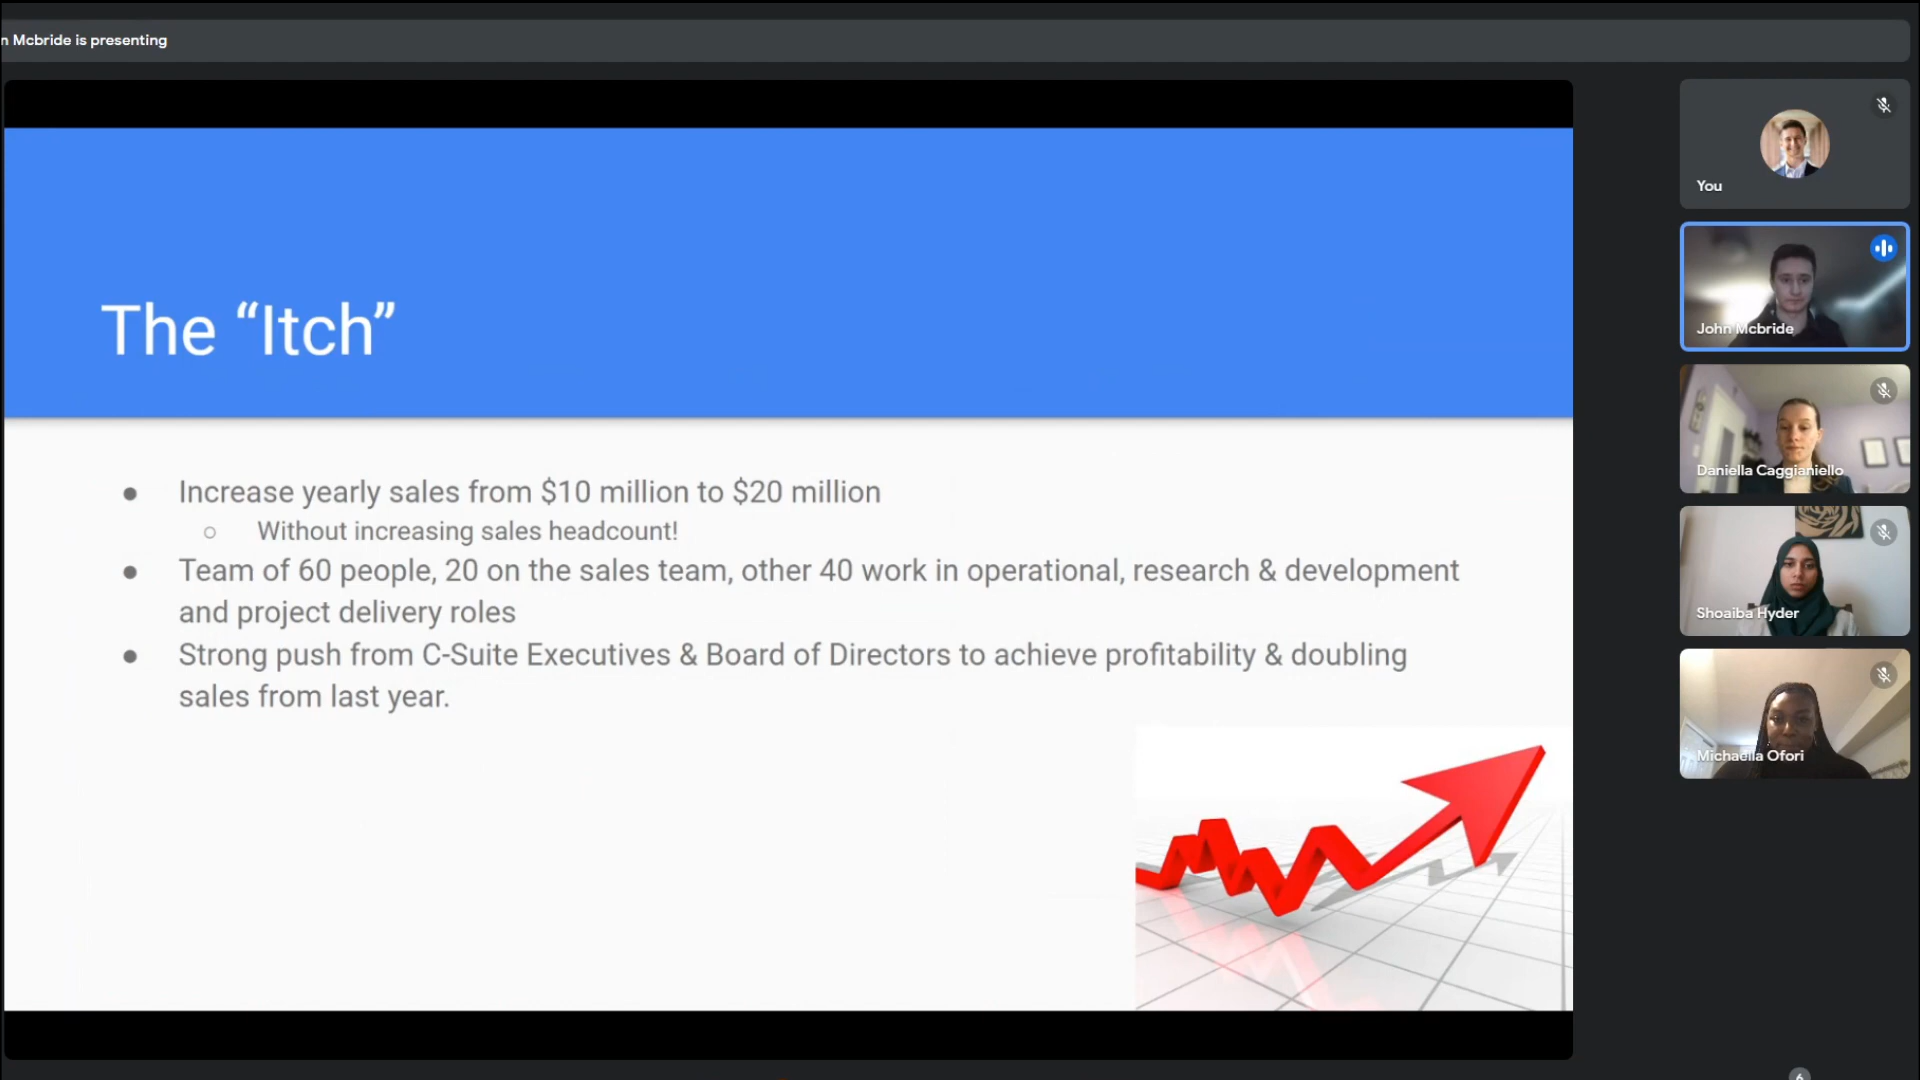 n Mcbride is presenting
The “Itch”
● Increase yearly sales from $10 million to $20 million
○ Without increasing sales headcount!
● Team of 60 people, 20 on the sales team, other 40 work in operational, research & development
and project delivery roles
● Strong push from C-Suite Executives & Board of Directors to achieve profitability & doubling
sales from last year.
You
John Mcbride
Daniella Caggianiello
Shoaiba Hyder
Michaella Ofori